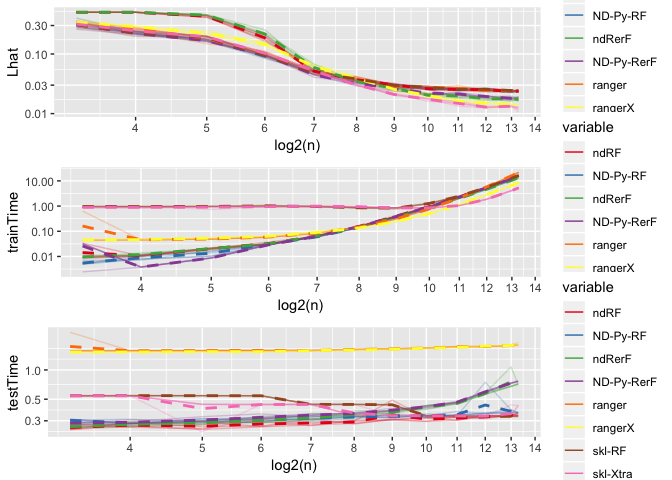 0.30
0.10
0.03
0.01
Lhat
4 5 6 7 8 9 10 11 12 13 14
log2(n)
ND-Py-RF
ndRerF
ND-Py-RerF
ranger
rangerX
variable
10.00
1.00
0.10
0.01
trainTime
4 5 6 7 8 9 10 11 12 13 14
log2(n)
ndRF
ND-Py-RF
ndRerF
ND-Py-RerF
ranger
rangerX
variable
1.0
0.5
0.3
testTime
4 5 6 7 8 9 10 11 12 13 14
log2(n)
ndRF
ND-Py-RF
ndRerF
ND-Py-RerF
ranger
rangerX
skl-RF
skl-Xtra